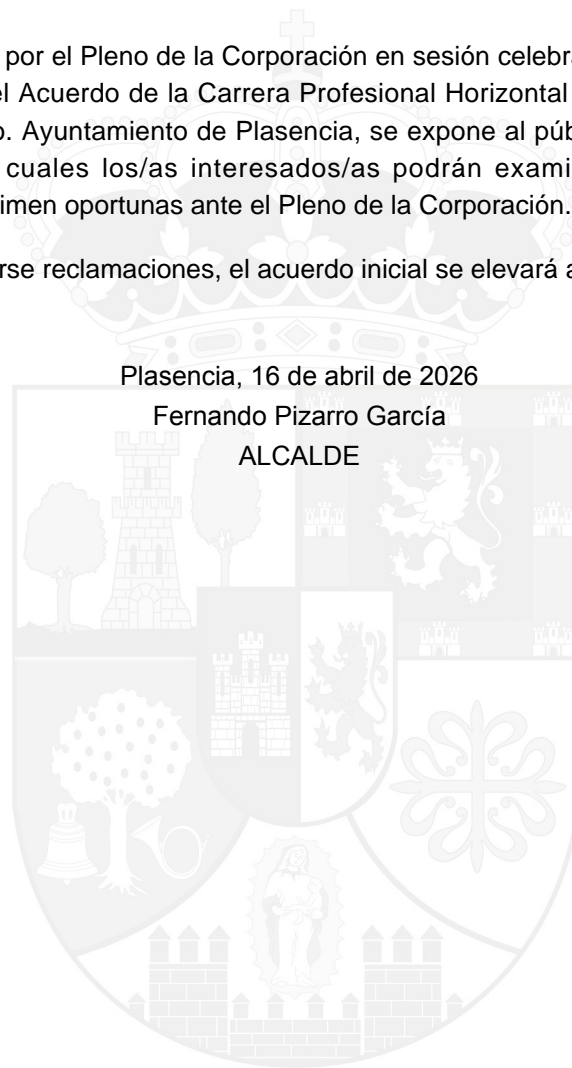 por el Pleno de la Corporación en sesión celebra
el Acuerdo de la Carrera Profesional Horizontal
o. Ayuntamiento de Plasencia, se expone al púb
cuales los/as interesados/as podrán exami
imen oportunas ante el Pleno de la Corporación.
rse reclamaciones, el acuerdo inicial se elevará a
Plasencia, 16 de abril de 2026
Fernando Pizarro García
ALCALDE